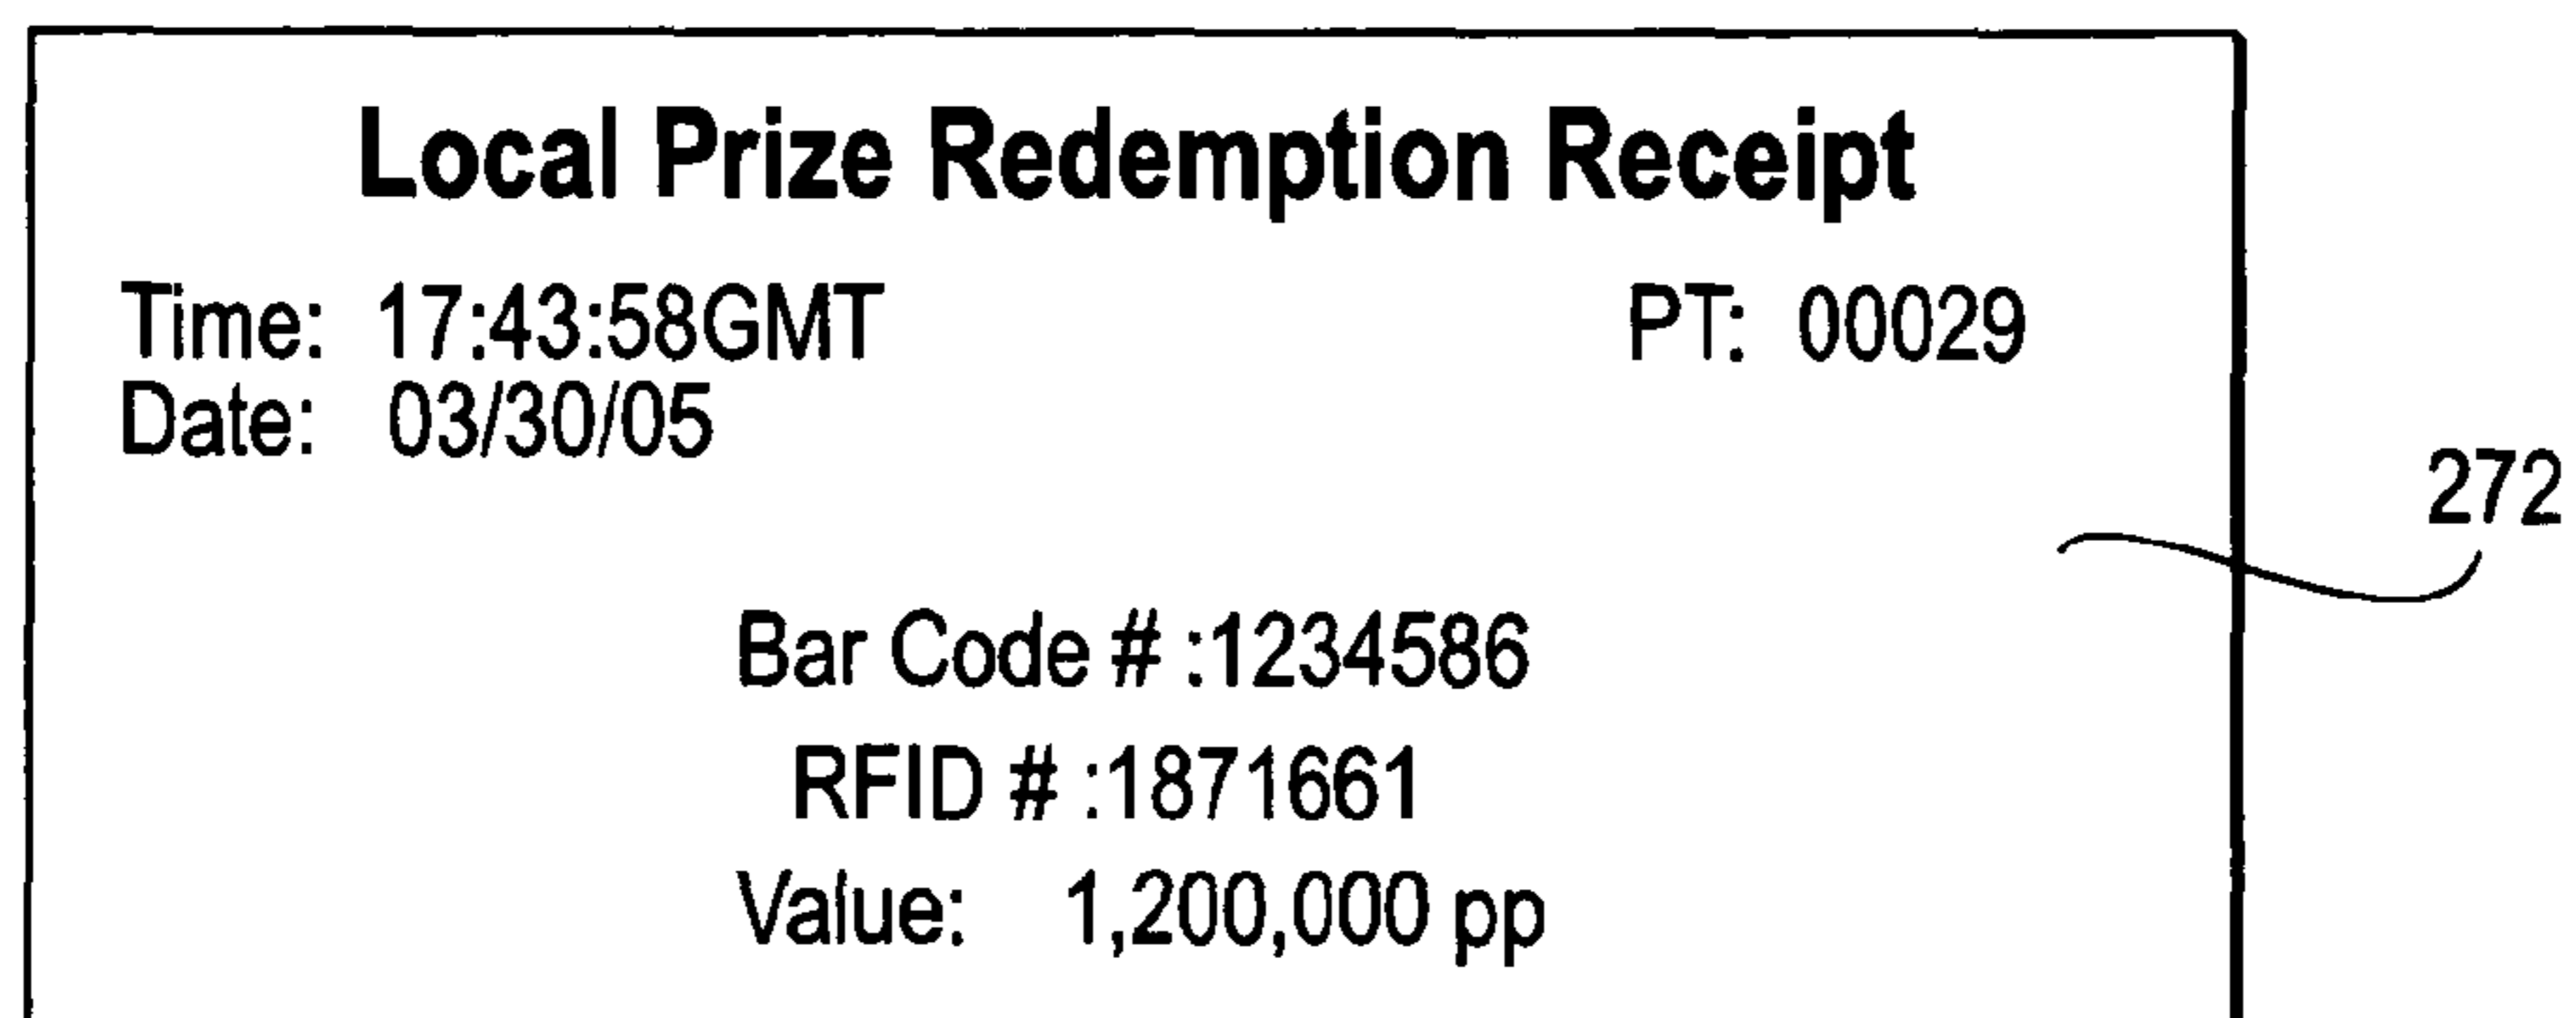 Local Prize Redemption Receipt
Time: 17:43:58GMT PT: 00029
Date: 03/30/05
272
Bar Code # :1234586
RFID # :1871661
Value: 1,200,000 pp